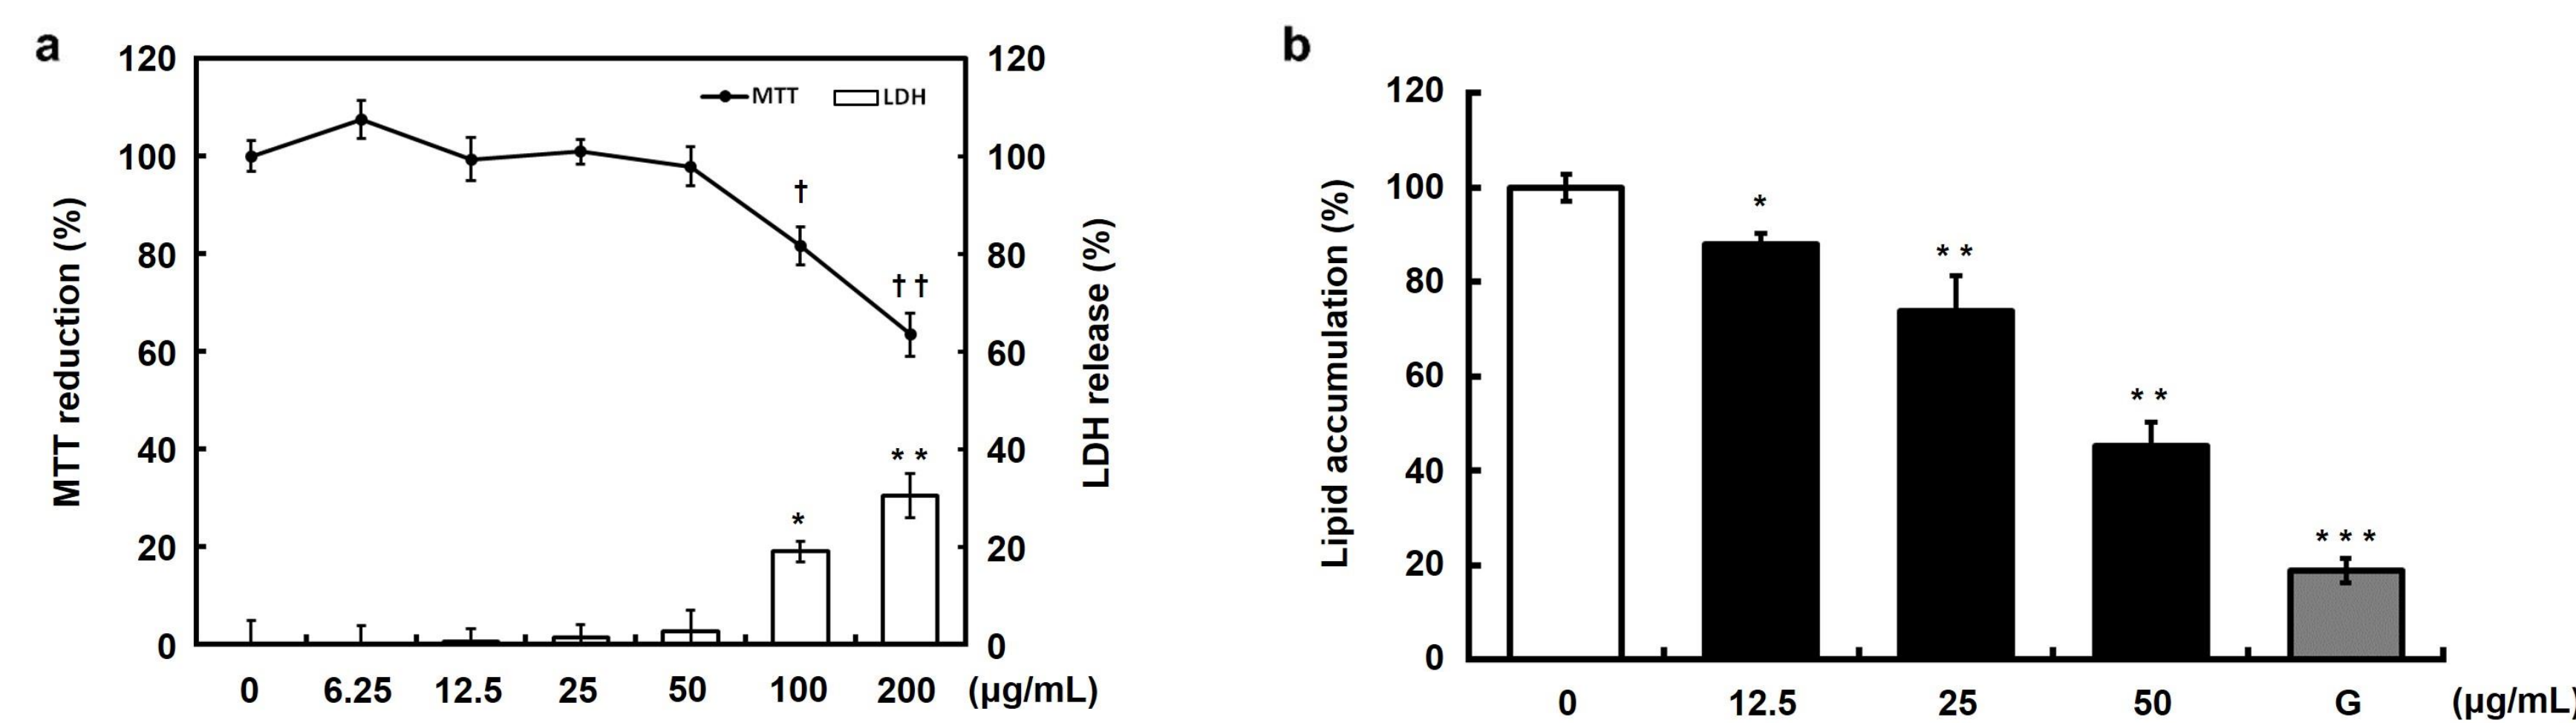 a
120 120
MTT LDH
100 100
†
80 80
††
60 60
40 40
* *
*
20 20
0 0
0 6.25 12.5 25 50 100 200 (μg/mL)
MTT reduction (%)
LDH release (%)
b
120
100
*
* *
80
60
* *
40
* * *
20
0
0 12.5 25 50 G (μg/mL)
Lipid accumulation (%)